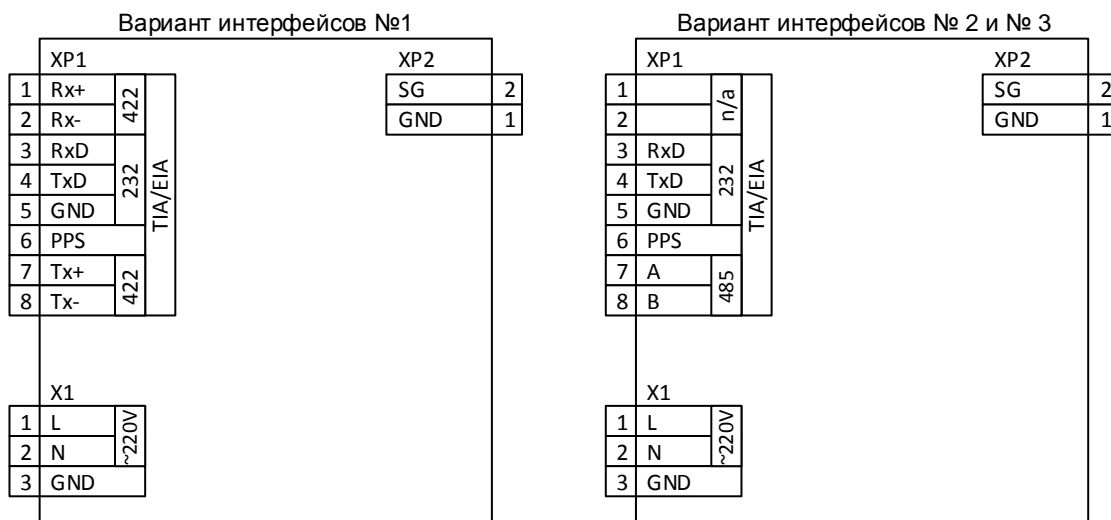 Вариант интерфейсов №1
XP1
XP2
1 Rx+
2 Rx-
422
3 RxD
4 TxD
5 GND
232
6 PPS
7 Tx+
8 Tx-
422
TIA/EIA
SG 2
GND 1
X1
1 L
2 N
~220V
3 GND
Вариант интерфейсов № 2 и № 3
XP1
XP2
1
2
n/a
3 RxD
4 TxD
5 GND
232
6 PPS
7 A
8 B
485
TIA/EIA
SG 2
GND 1
X1
1 L
2 N
~220V
3 GND